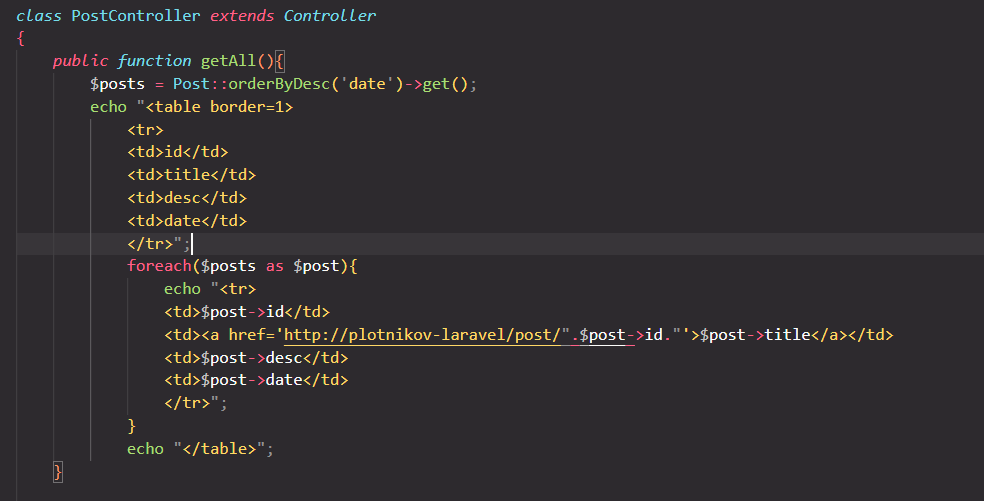 class PostController extends Controller
{
    public function getAll(){
        $posts = Post::orderByDesc('date')->get();
        echo "<table border=1>
            <tr>
            <td>id</td>
            <td>title</td>
            <td>desc</td>
            <td>date</td>
            </tr>";
            foreach($posts as $post){
                echo "<tr>
                <td>$post->id</td>
                <td><a href='http://plotnikov-laravel/post/".$post->id."'>$post->title</a></td>
                <td>$post->desc</td>
                <td>$post->date</td>
                </tr>";
            }
            echo "</table>";
    }